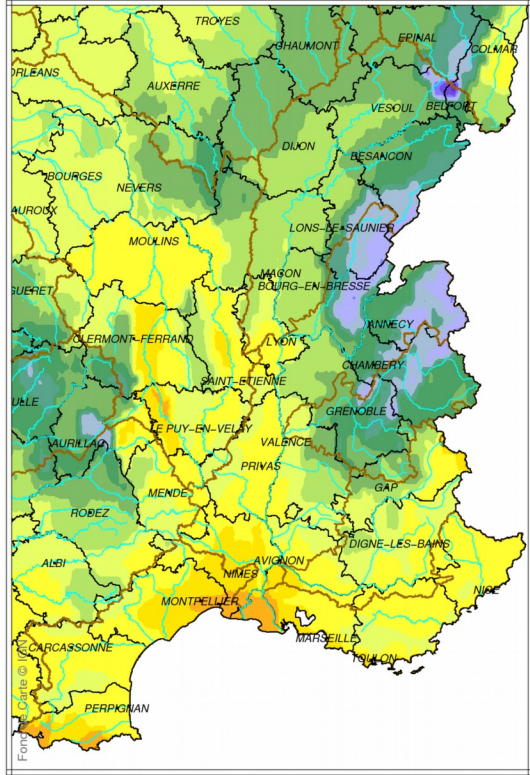 TROYES
EPINAL
CHAUMONT
COLMAR
ORLEANS
AUXERRE
VESOUL
BELFORT
DIJON
BESANCON
BOURGES
NEVERS
AUROUX
LONS-LE-SAUNIER
MOULINS
MACON
BOURG-EN-BRESSE
GUERET
ANNECY
CLERMONT-FERRAND
LYON
CHAMBERY
SAINT-ETIENNE
ULLE
GRENOBLE
LE PUY-EN-VELAY
AURILLAC
VALENCE
PRIVAS
MENDE
GAP
RODEZ
DIGNE-LES-BAINS
ALBI
AVIGNON
NIMES
NICE
MONTPELLIER
MARSEILLE
CARCASSONNE
TOULON
PERPIGNAN
Fond de Carte © IGN